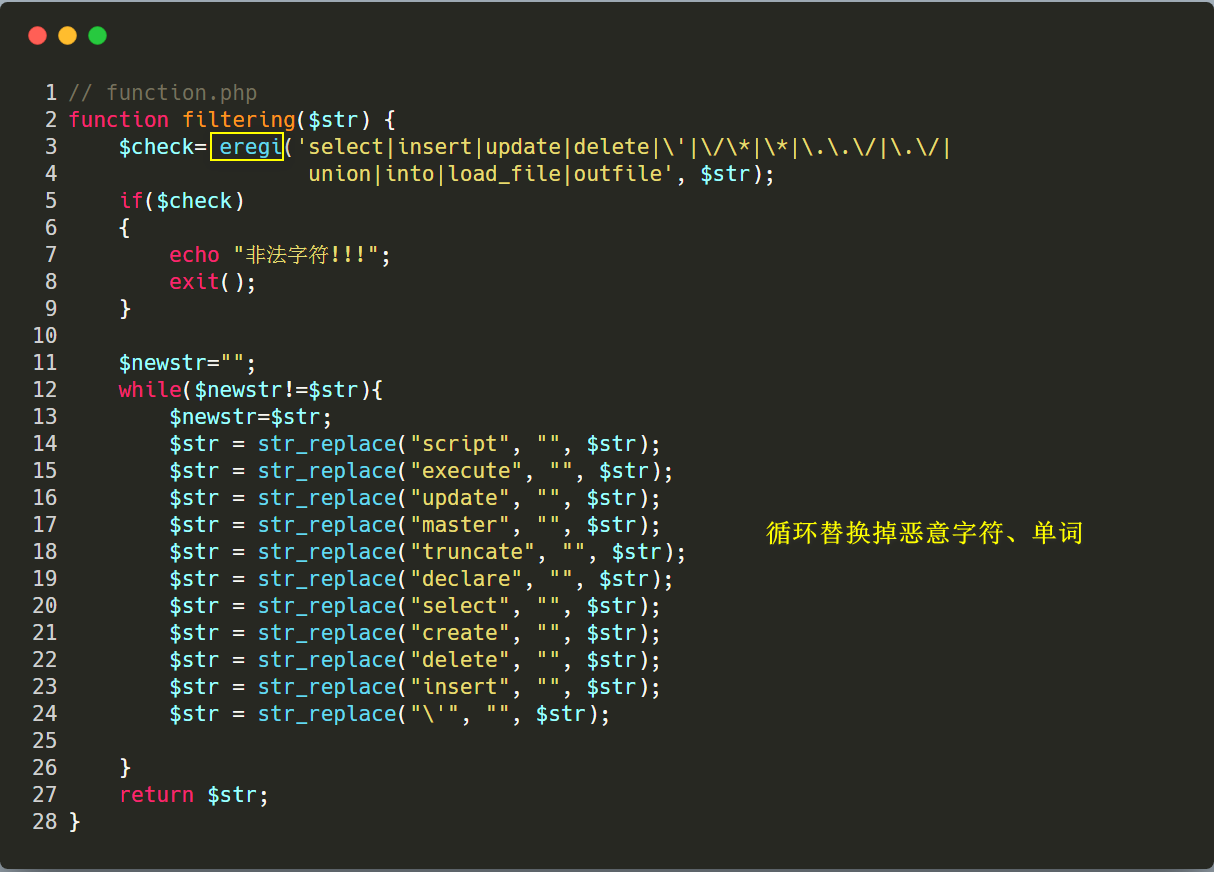 1 // function.php
2 function filtering($str) {
3     $check= eregi('select|insert|update|delete|\'|\/\*|\*|\.\.\/|\.\/|
4                    union|into|load_file|outfile', $str);
5     if($check)
6     {
7         echo "非法字符!!!";
8         exit();
9     }
10
11     $newstr="";
12     while($newstr!=$str){
13         $newstr=$str;
14         $str = str_replace("script", "", $str);
15         $str = str_replace("execute", "", $str);
16         $str = str_replace("update", "", $str);
17         $str = str_replace("master", "", $str);
循环替换掉恶意字符、单词
18         $str = str_replace("truncate", "", $str);
19         $str = str_replace("declare", "", $str);
20         $str = str_replace("select", "", $str);
21         $str = str_replace("create", "", $str);
22         $str = str_replace("delete", "", $str);
23         $str = str_replace("insert", "", $str);
24         $str = str_replace("\'", "", $str);
25
26     }
27     return $str;
28 }